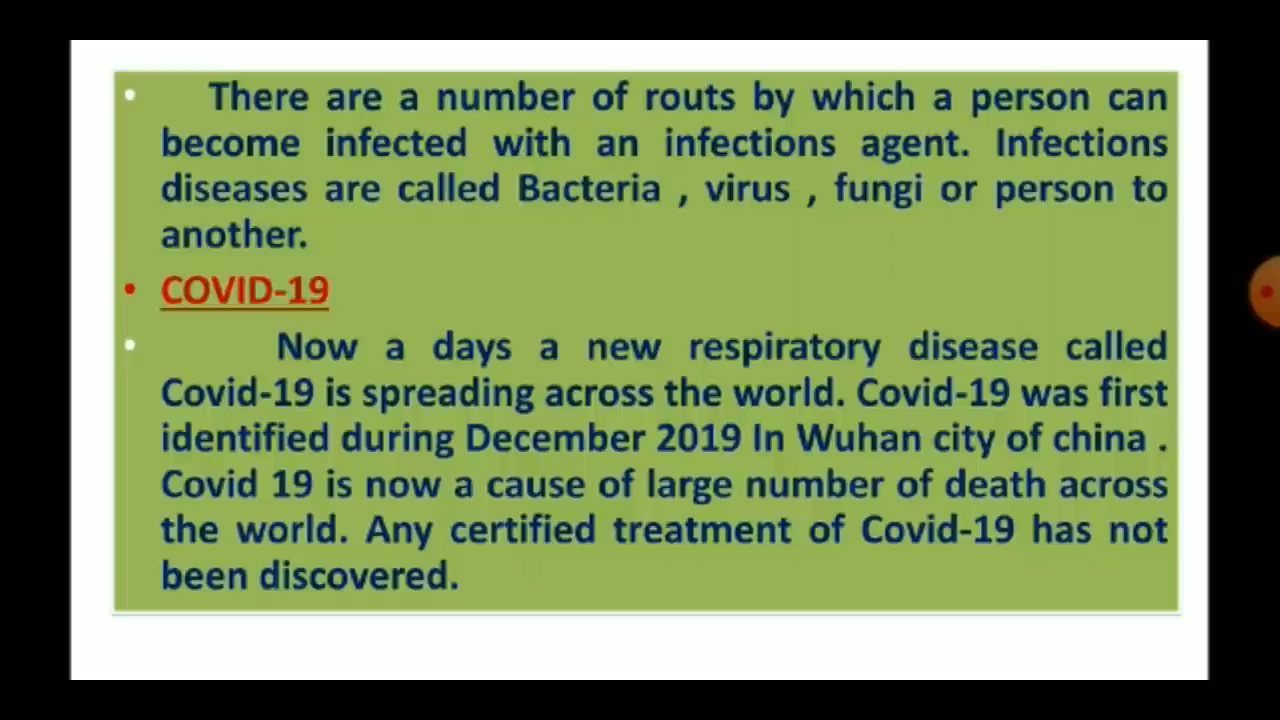 • There are a number of routs by which a person can
become infected with an infections agent. Infections
diseases are called Bacteria , virus , fungi or person to
another.
• COVID-19
• Now a days a new respiratory disease called
Covid-19 is spreading across the world. Covid-19 was first
identified during December 2019 In Wuhan city of china .
Covid 19 is now a cause of large number of death across
the world. Any certified treatment of Covid-19 has not
been discovered.